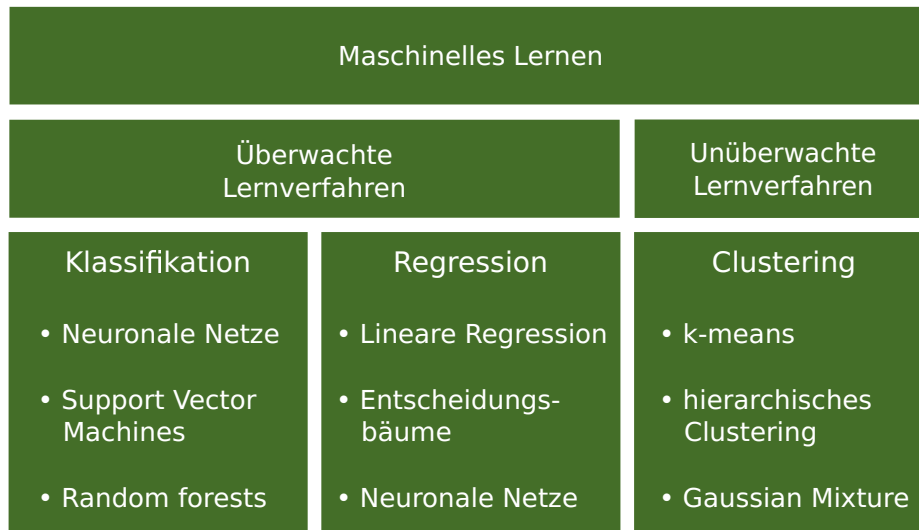 Maschinelles Lernen
Überwachte
Lernverfahren
Unüberwachte
Lernverfahren
Klassifikation
• Neuronale Netze
• Support Vector
Machines
• Random forests
Regression
• Lineare Regression
• Entscheidungs-
bäume
• Neuronale Netze
Clustering
• k-means
• hierarchisches
Clustering
• Gaussian Mixture